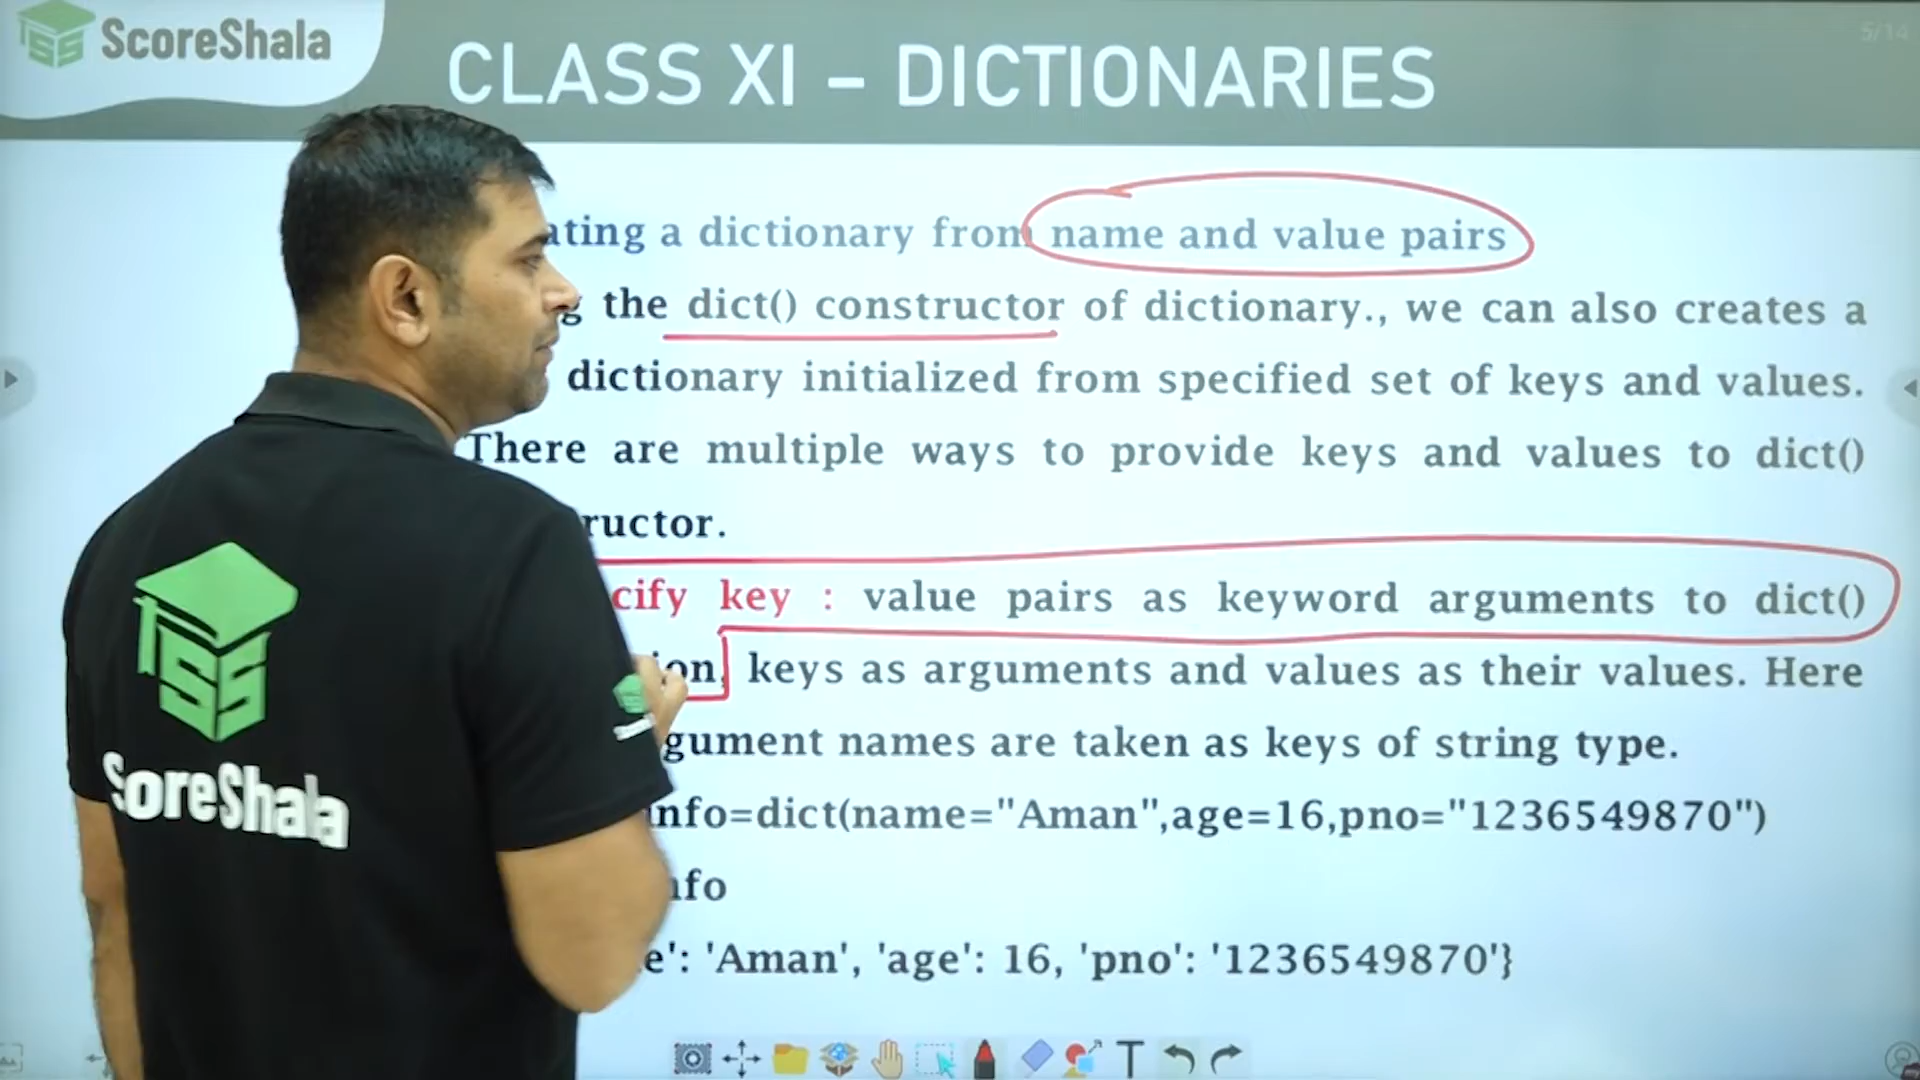 ScoreShala
5/14
CLASS XI – DICTIONARIES
ating a dictionary from name and value pairs
g the dict() constructor of dictionary., we can also creates a
dictionary initialized from specified set of keys and values.
There are multiple ways to provide keys and values to dict()
ructor.
cify key : value pairs as keyword arguments to dict()
ion, keys as arguments and values as their values. Here
gument names are taken as keys of string type.
nfo=dict(name="Aman",age=16,pno="1236549870")
nfo
e': 'Aman', 'age': 16, 'pno': '1236549870'}
SS
ScoreShala
T